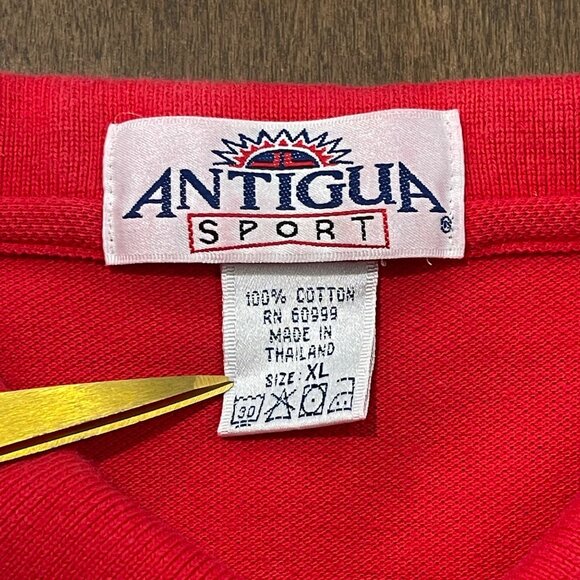 ANTIGUA
SPORT
®
100% COTTON
RN 60999
MADE IN
THAILAND
SIZE: XL
30